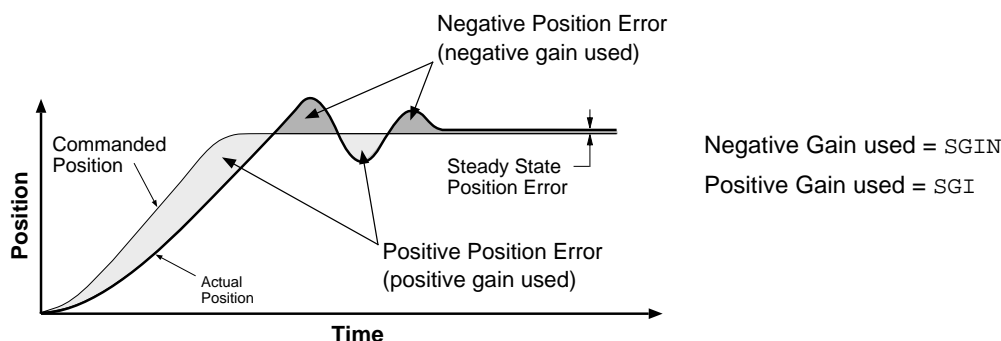 Negative Position Error
(negative gain used)
Commanded
Position
Steady State
Position Error
Negative Gain used = SGIN
Positive Gain used = SGI
Position
Positive Position Error
(positive gain used)
Actual
Position
Time